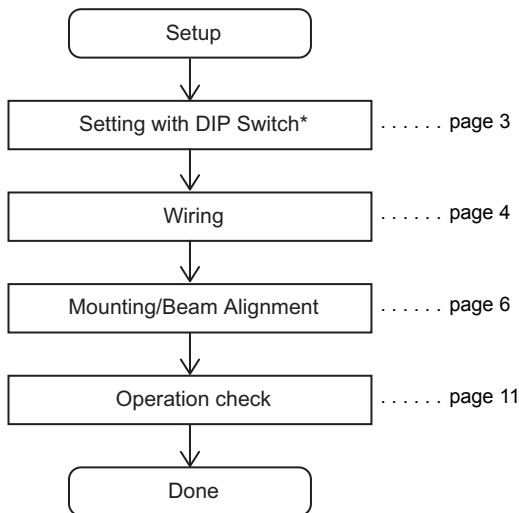 Setup
Setting with DIP Switch* . . . . . . page 3
Wiring . . . . . . page 4
Mounting/Beam Alignment . . . . . . page 6
Operation check . . . . . . page 11
Done